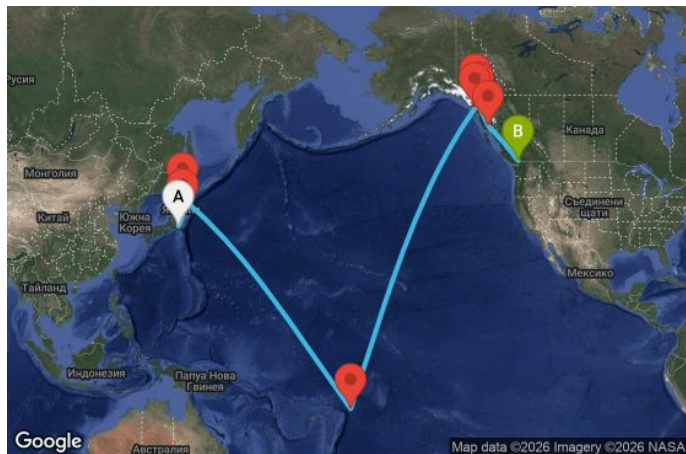 Русия
Канада
B
Монголия
A
Китай
Южна
Корея
Съединени
щати
Мексико
Тайланд
Индонезия
Папуа Нова
Гвинея
Австралия
Google
Map data ©2026 Imagery ©2026 NASA